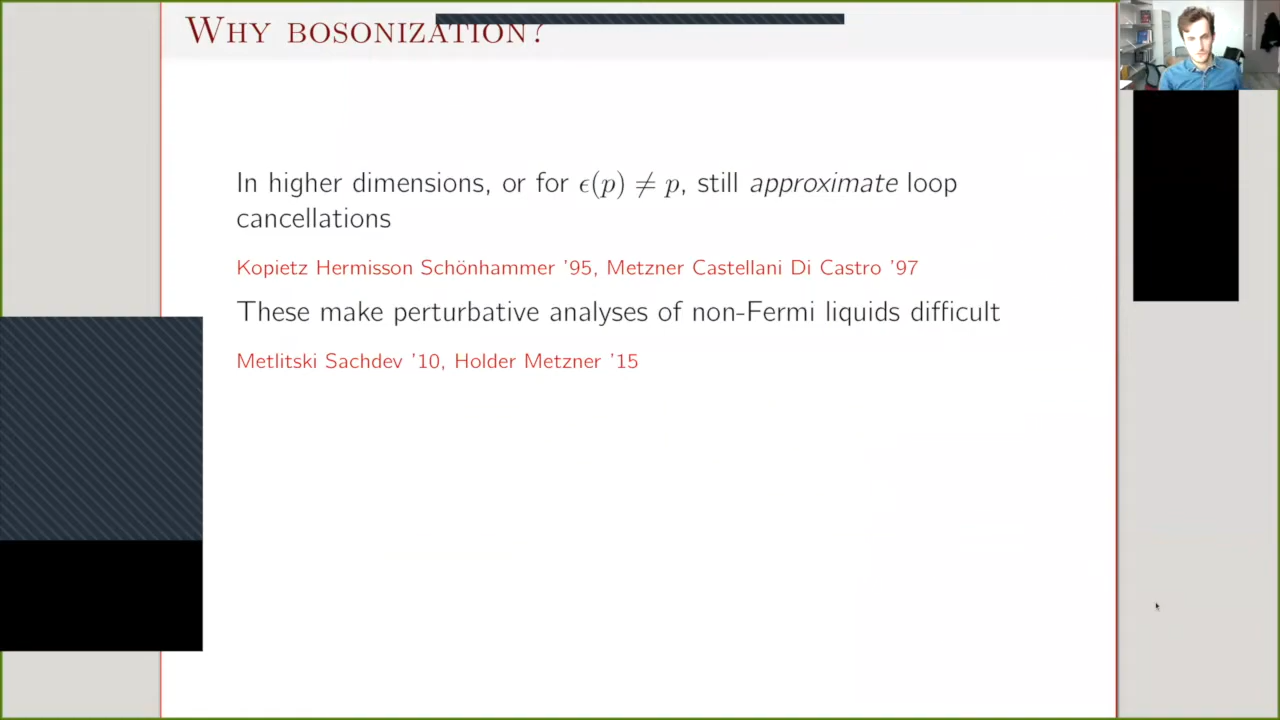 WHY BOSONIZATION?
In higher dimensions, or for ϵ(p) ≠ p, still approximate loop
cancellations
Kopietz Hermisson Schönhammer '95, Metzner Castellani Di Castro '97
These make perturbative analyses of non-Fermi liquids difficult
Metlitski Sachdev '10, Holder Metzner '15